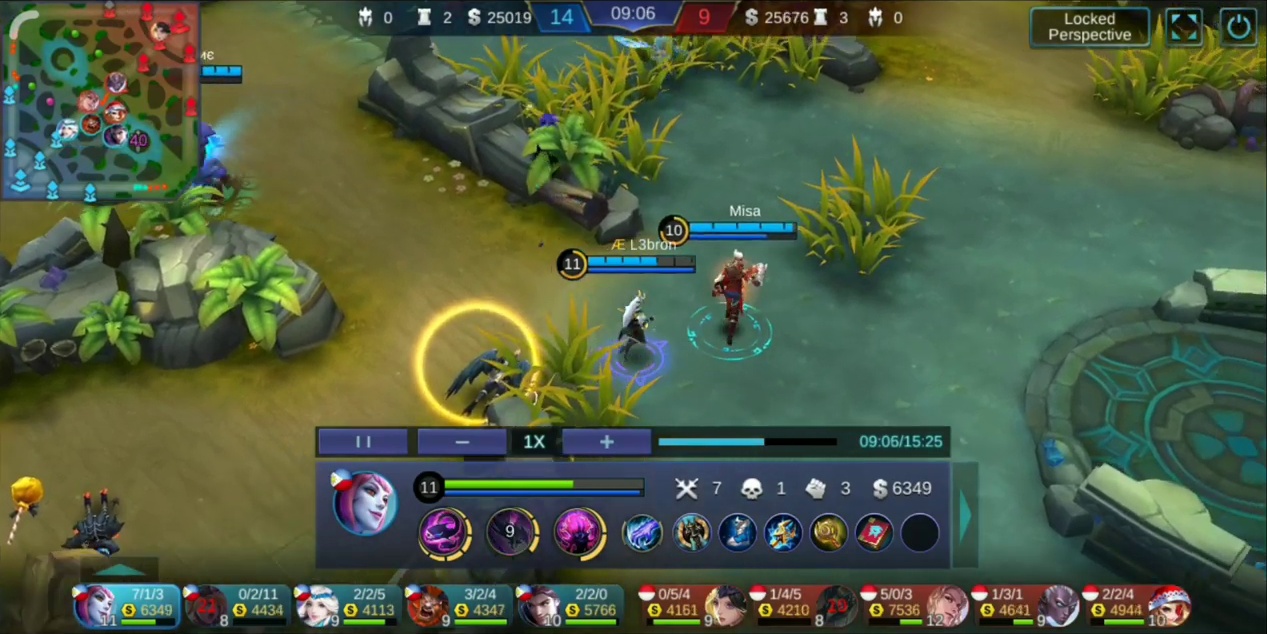 0 2 $ 25019 14 09:06 9 $ 25676 3 0
Locked
Perspective
40
Misa
10
Æ L3bron
11
1X
09:06/15:25
11 7 1 3 $ 6349
9
7/1/3 0/2/11 2/2/5 3/2/4 2/2/0 0/5/4 1/4/5 5/0/3 1/3/1 2/2/4
6349 4434 4113 4347 5766 4161 4210 7536 4641 4944
11 8 9 9 10 9 8 12 9 10